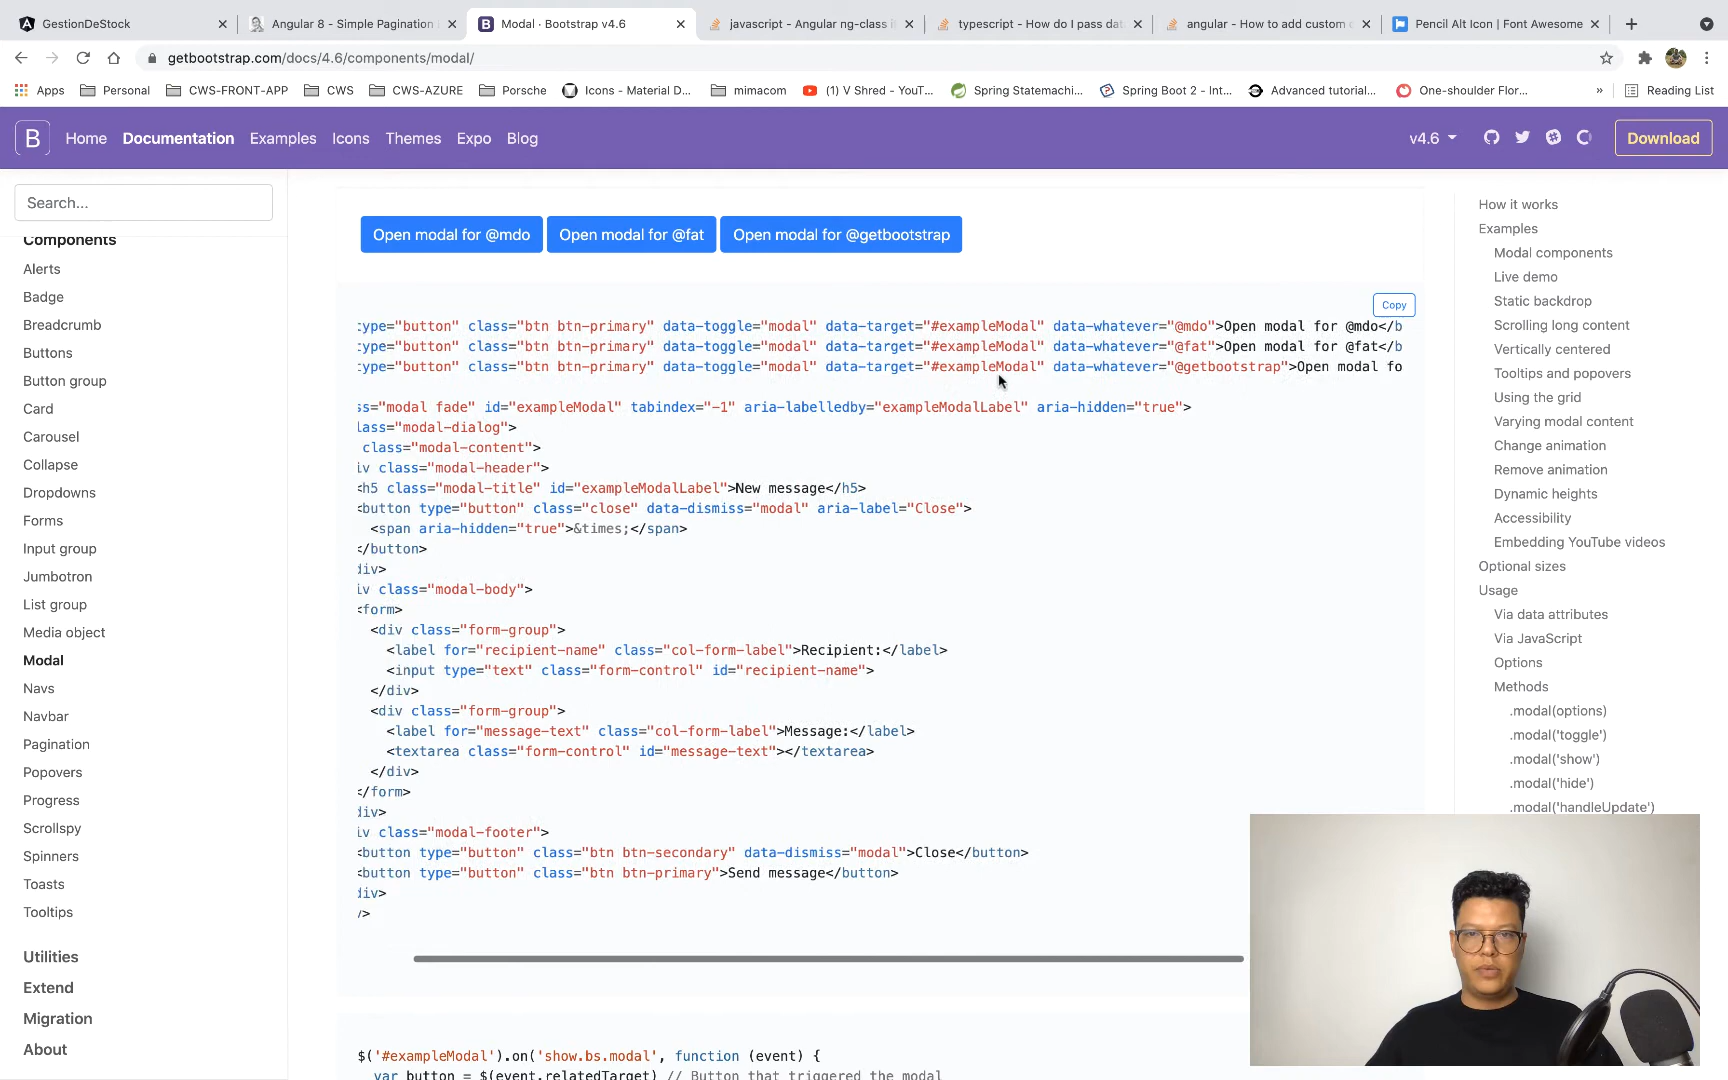 GestionDeStock
Angular 8 - Simple Pagination
Modal · Bootstrap v4.6
javascript - Angular ng-class i
typescript - How do I pass dat
angular - How to add custom
Pencil Alt Icon | Font Awesome
getbootstrap.com/docs/4.6/components/modal/
Apps
Personal
CWS-FRONT-APP
CWS
CWS-AZURE
Porsche
Icons - Material D...
mimacom
(1) V Shred - YouT...
Spring Statemachi...
Spring Boot 2 - Int...
Advanced tutorial...
One-shoulder Flor...
»
Reading List
B
Home
Documentation
Examples
Icons
Themes
Expo
Blog
v4.6
Download
Search...
Components
Alerts
Badge
Breadcrumb
Buttons
Button group
Card
Carousel
Collapse
Dropdowns
Forms
Input group
Jumbotron
List group
Media object
Modal
Navs
Navbar
Pagination
Popovers
Progress
Scrollspy
Spinners
Toasts
Tooltips
Utilities
Extend
Migration
About
Open modal for @mdo
Open modal for @fat
Open modal for @getbootstrap
Copy
type="button" class="btn btn-primary" data-toggle="modal" data-target="#exampleModal" data-whatever="@mdo">Open modal for @mdo</b
type="button" class="btn btn-primary" data-toggle="modal" data-target="#exampleModal" data-whatever="@fat">Open modal for @fat</b
type="button" class="btn btn-primary" data-toggle="modal" data-target="#exampleModal" data-whatever="@getbootstrap">Open modal fo
ss="modal fade" id="exampleModal" tabindex="-1" aria-labelledby="exampleModalLabel" aria-hidden="true">
lass="modal-dialog">
class="modal-content">
iv class="modal-header">
<h5 class="modal-title" id="exampleModalLabel">New message</h5>
<button type="button" class="close" data-dismiss="modal" aria-label="Close">
<span aria-hidden="true">&times;</span>
</button>
div>
iv class="modal-body">
<form>
<div class="form-group">
<label for="recipient-name" class="col-form-label">Recipient:</label>
<input type="text" class="form-control" id="recipient-name">
</div>
<div class="form-group">
<label for="message-text" class="col-form-label">Message:</label>
<textarea class="form-control" id="message-text"></textarea>
</div>
</form>
div>
iv class="modal-footer">
<button type="button" class="btn btn-secondary" data-dismiss="modal">Close</button>
<button type="button" class="btn btn-primary">Send message</button>
div>
/>
$('#exampleModal').on('show.bs.modal', function (event) {
var button = $(event.relatedTarget) // Button that triggered the modal
How it works
Examples
Modal components
Live demo
Static backdrop
Scrolling long content
Vertically centered
Tooltips and popovers
Using the grid
Varying modal content
Change animation
Remove animation
Dynamic heights
Accessibility
Embedding YouTube videos
Optional sizes
Usage
Via data attributes
Via JavaScript
Options
Methods
.modal(options)
.modal('toggle')
.modal('show')
.modal('hide')
.modal('handleUpdate')